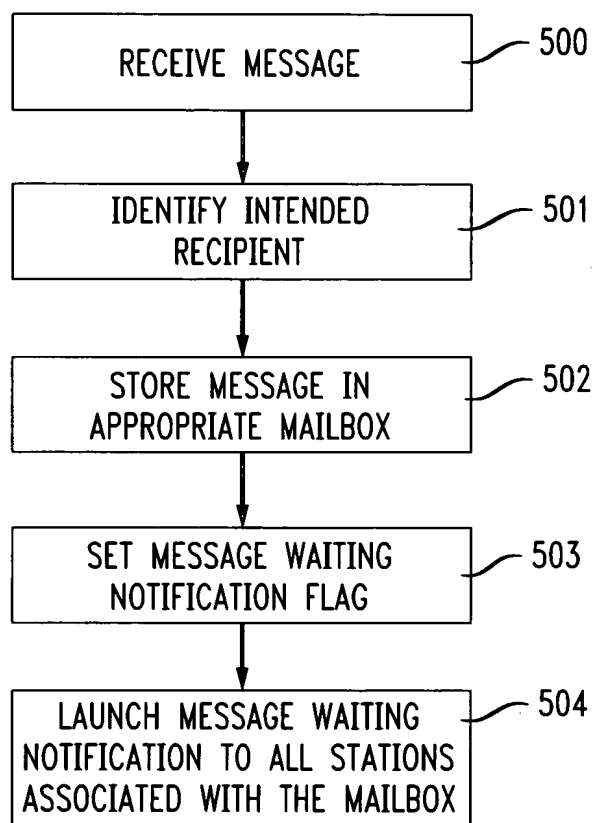 RECEIVE MESSAGE
500
IDENTIFY INTENDED
RECIPIENT
501
STORE MESSAGE IN
APPROPRIATE MAILBOX
502
SET MESSAGE WAITING
NOTIFICATION FLAG
503
LAUNCH MESSAGE WAITING
NOTIFICATION TO ALL STATIONS
ASSOCIATED WITH THE MAILBOX
504